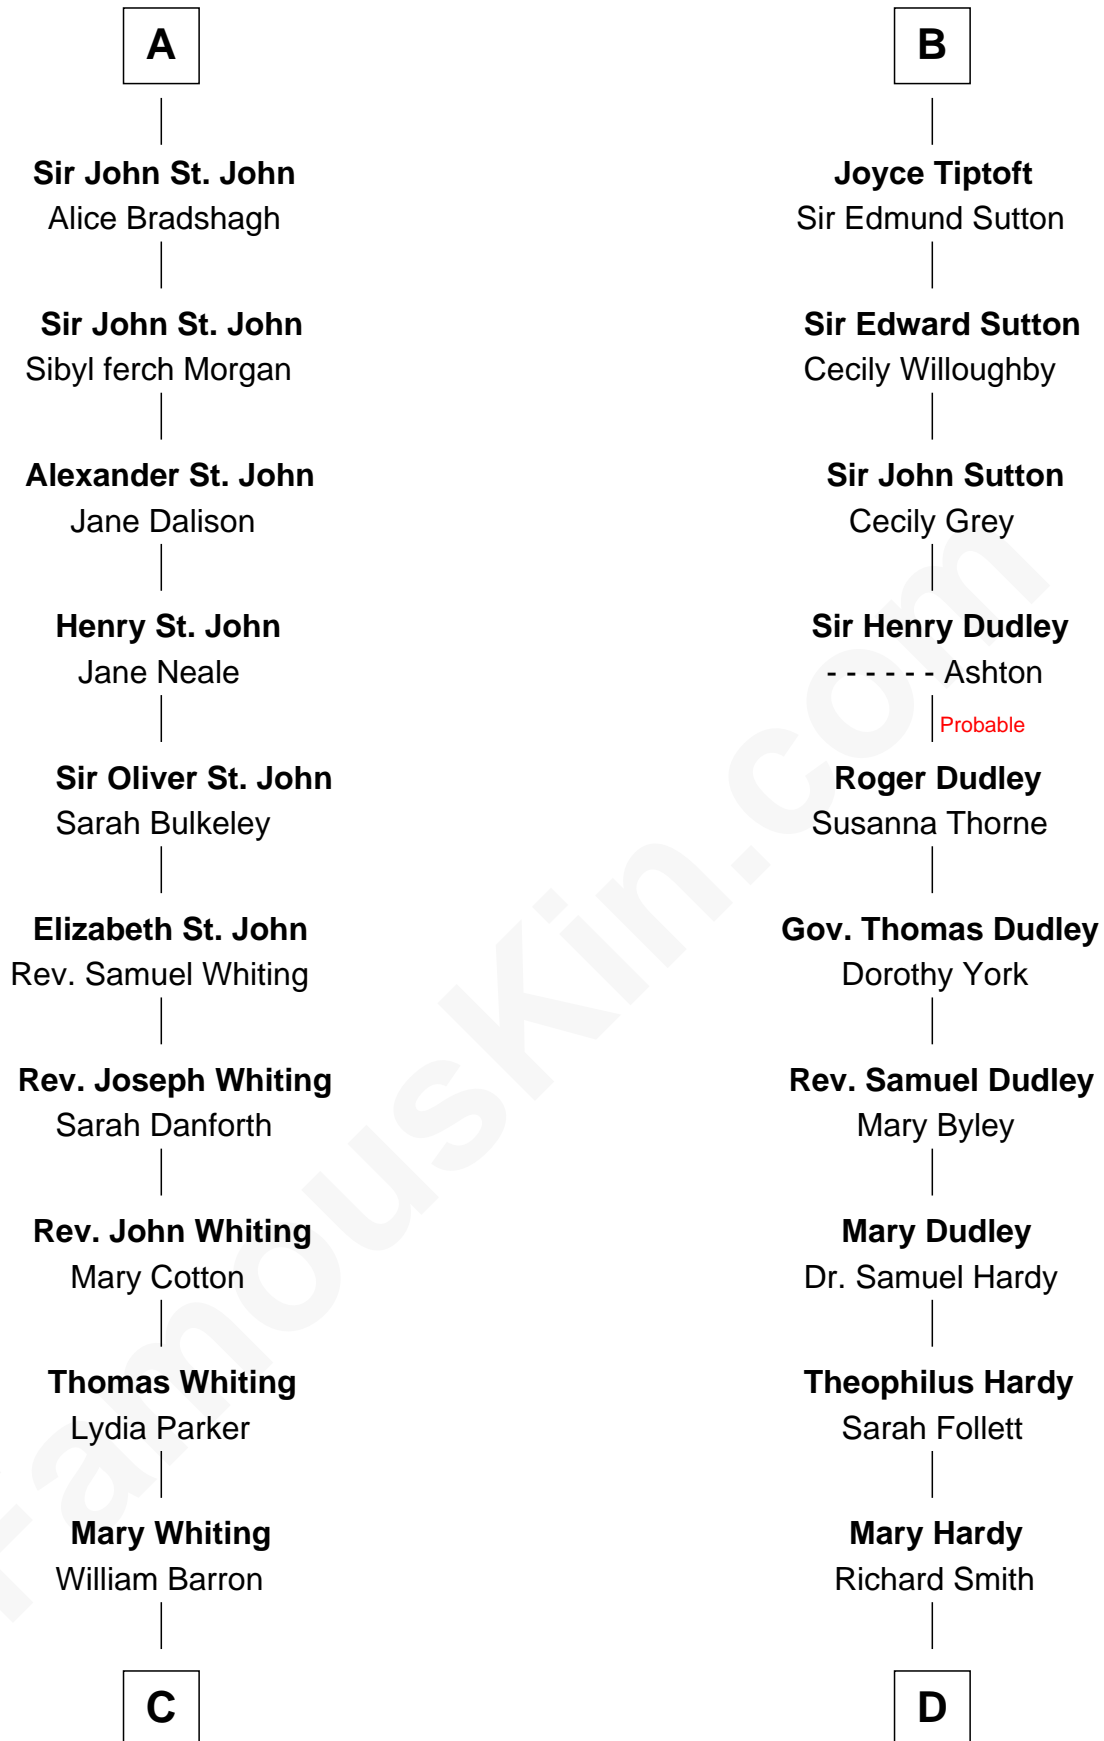 A
Sir John St. John
Alice Bradshagh
Sir John St. John
Sibyl ferch Morgan
Alexander St. John
Jane Dalison
Henry St. John
Jane Neale
Sir Oliver St. John
Sarah Bulkeley
Elizabeth St. John
Rev. Samuel Whiting
Rev. Joseph Whiting
Sarah Danforth
Rev. John Whiting
Mary Cotton
Thomas Whiting
Lydia Parker
Mary Whiting
William Barron
C
B
Joyce Tiptoft
Sir Edmund Sutton
Sir Edward Sutton
Cecily Willoughby
Sir John Sutton
Cecily Grey
Sir Henry Dudley
- - - - - - Ashton
Probable
Roger Dudley
Susanna Thorne
Gov. Thomas Dudley
Dorothy York
Rev. Samuel Dudley
Mary Byley
Mary Dudley
Dr. Samuel Hardy
Theophilus Hardy
Sarah Follett
Mary Hardy
Richard Smith
D
FamousKin.com